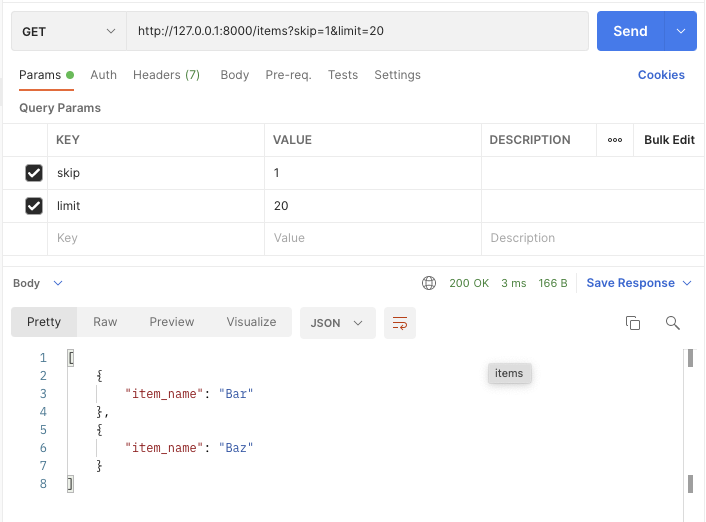 GET http://127.0.0.1:8000/items?skip=1&limit=20 Send
Params Auth Headers (7) Body Pre-req. Tests Settings Cookies
Query Params
KEY VALUE DESCRIPTION ooo Bulk Edit
skip 1
limit 20
Key Value Description
Body 200 OK 3 ms 166 B Save Response
Pretty Raw Preview Visualize JSON
1 [
2 {
items
3 "item_name": "Bar"
4 },
5 {
6 "item_name": "Baz"
7 }
8 ]